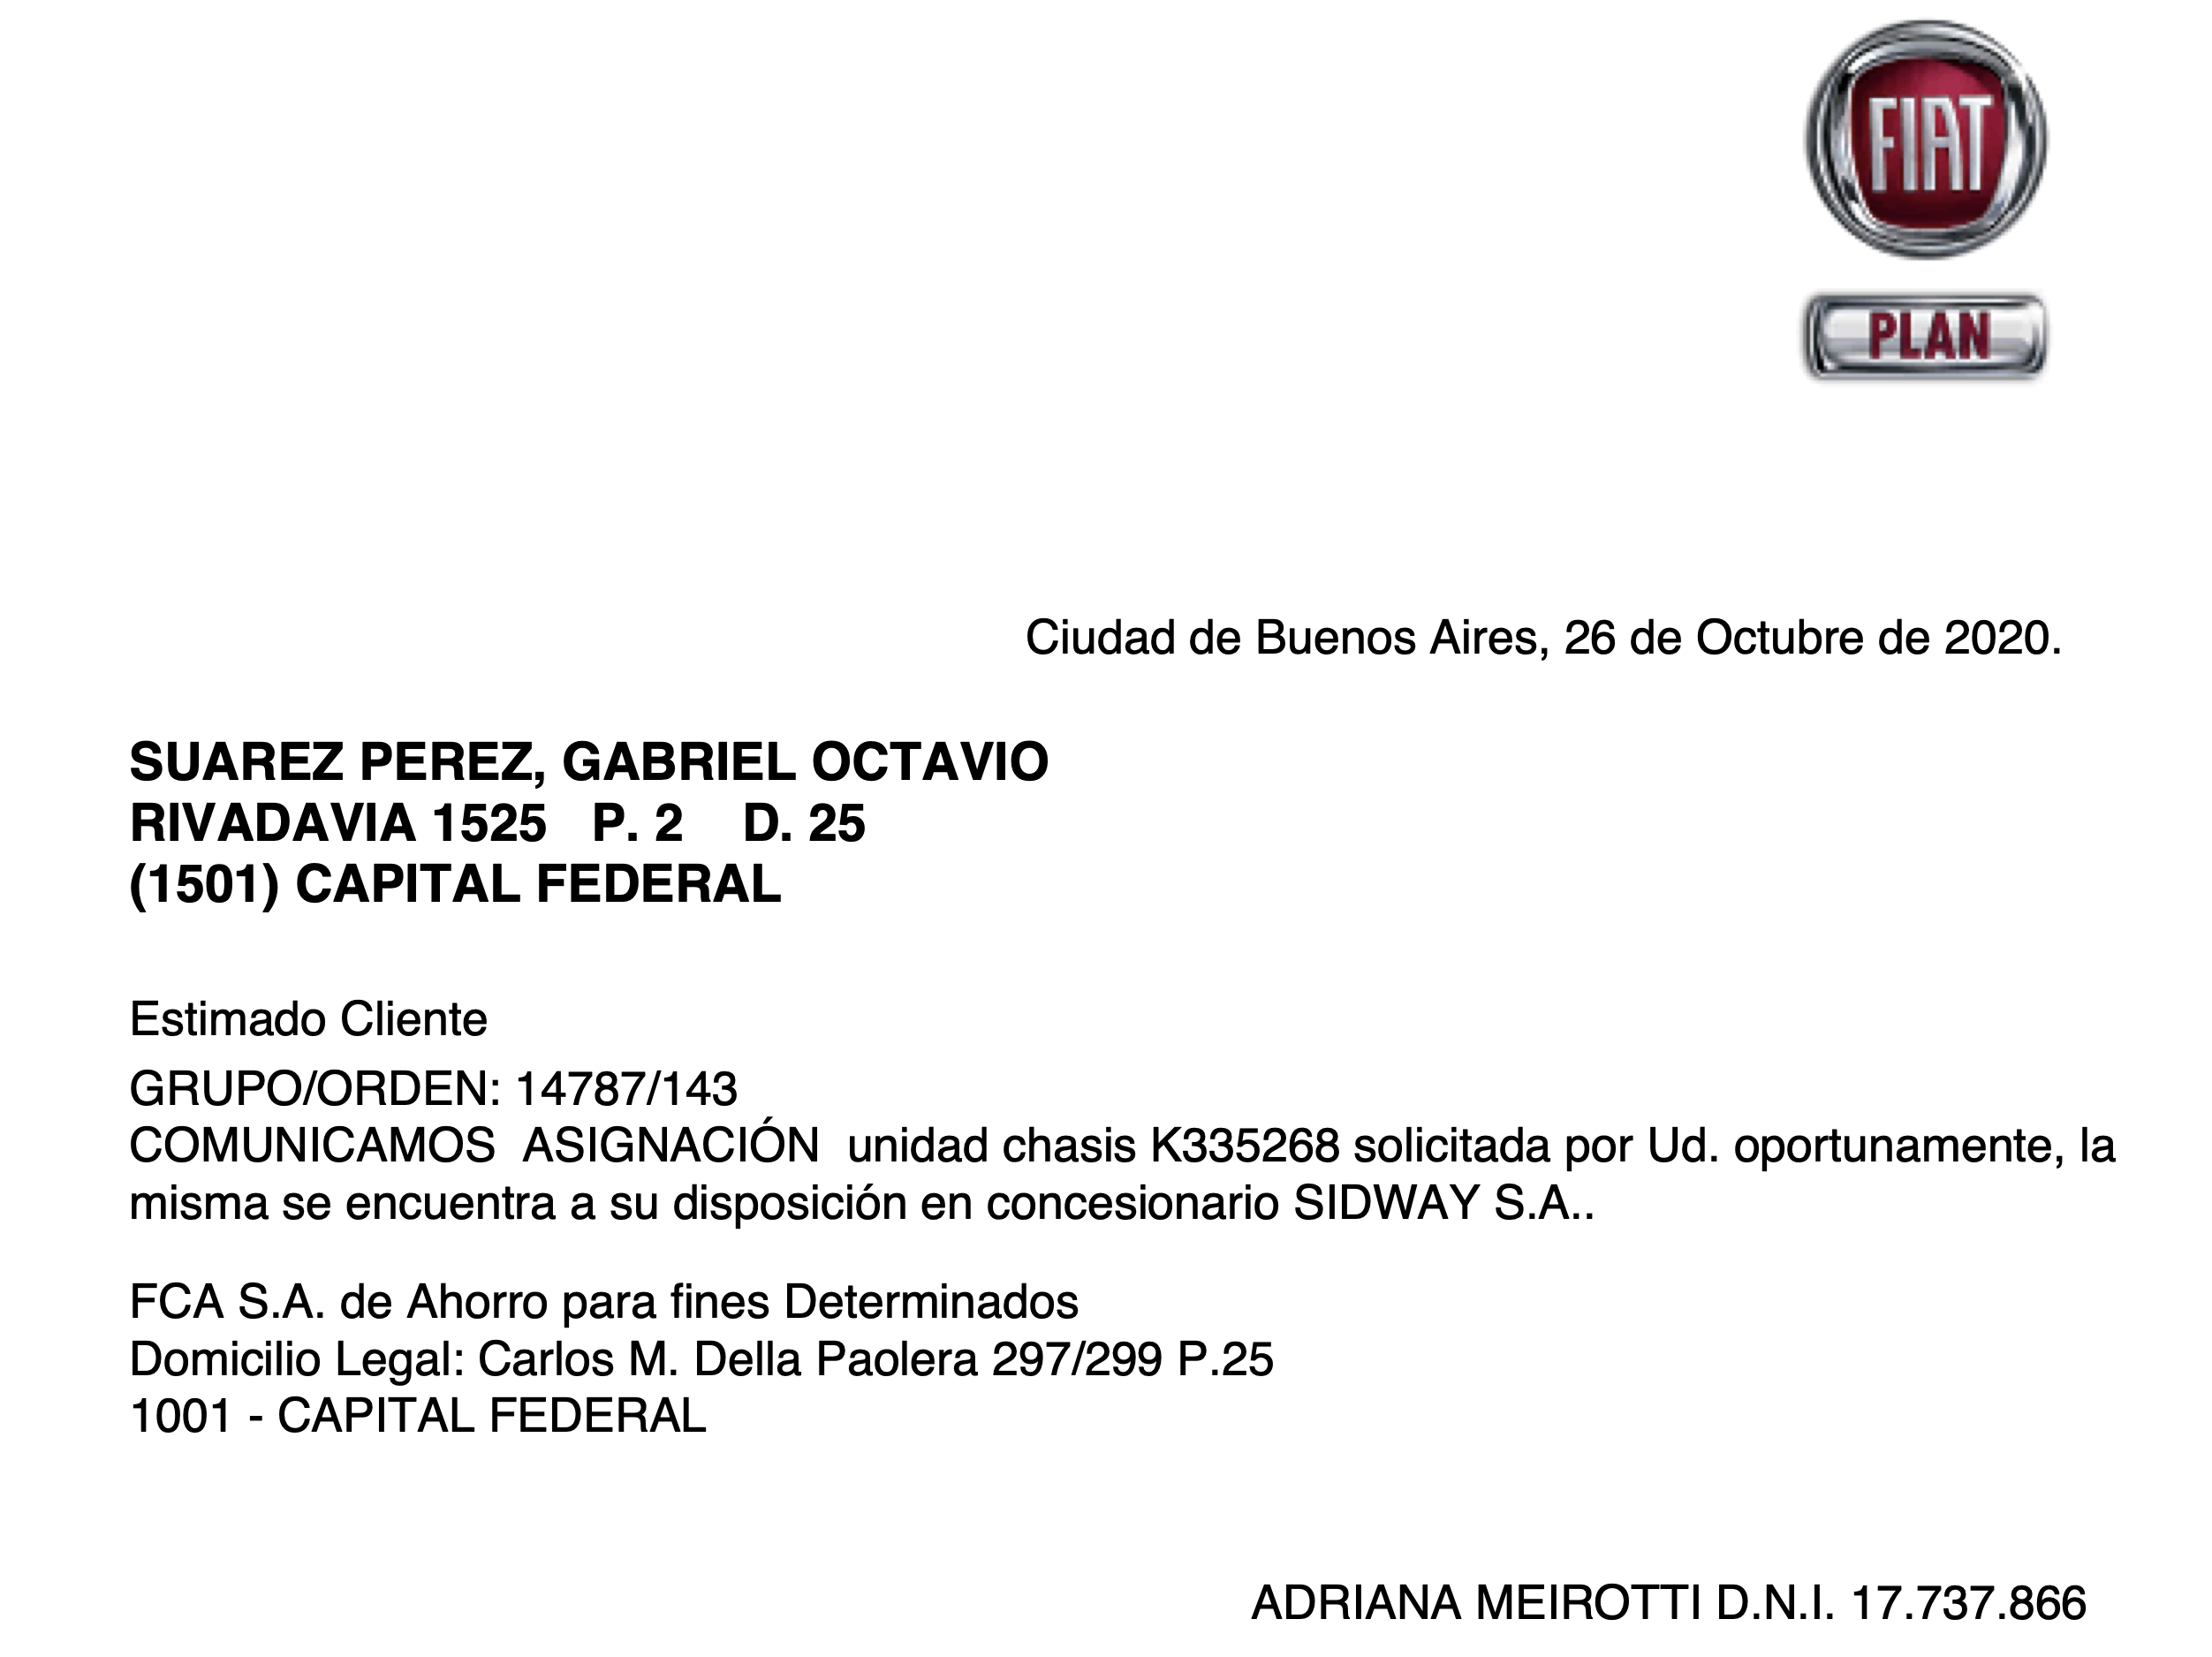 FIAT
PLAN
Ciudad de Buenos Aires, 26 de Octubre de 2020.
SUAREZ PEREZ, GABRIEL OCTAVIO
RIVADAVIA 1525 P. 2 D. 25
(1501) CAPITAL FEDERAL
Estimado Cliente
GRUPO/ORDEN: 14787/143
COMUNICAMOS ASIGNACIÓN unidad chasis K335268 solicitada por Ud. oportunamente, la
misma se encuentra a su disposición en concesionario SIDWAY S.A..
FCA S.A. de Ahorro para fines Determinados
Domicilio Legal: Carlos M. Della Paolera 297/299 P.25
1001 - CAPITAL FEDERAL
ADRIANA MEIROTTI D.N.I. 17.737.866